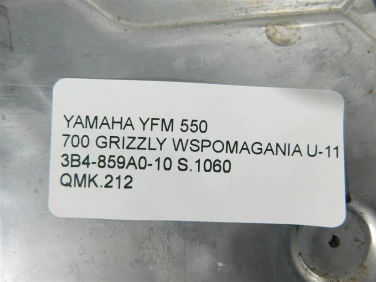 YAMAHA YFM 550
700 GRIZZLY WSPOMAGANIA U-11
3B4-859A0-10 S.1060
QMK.212